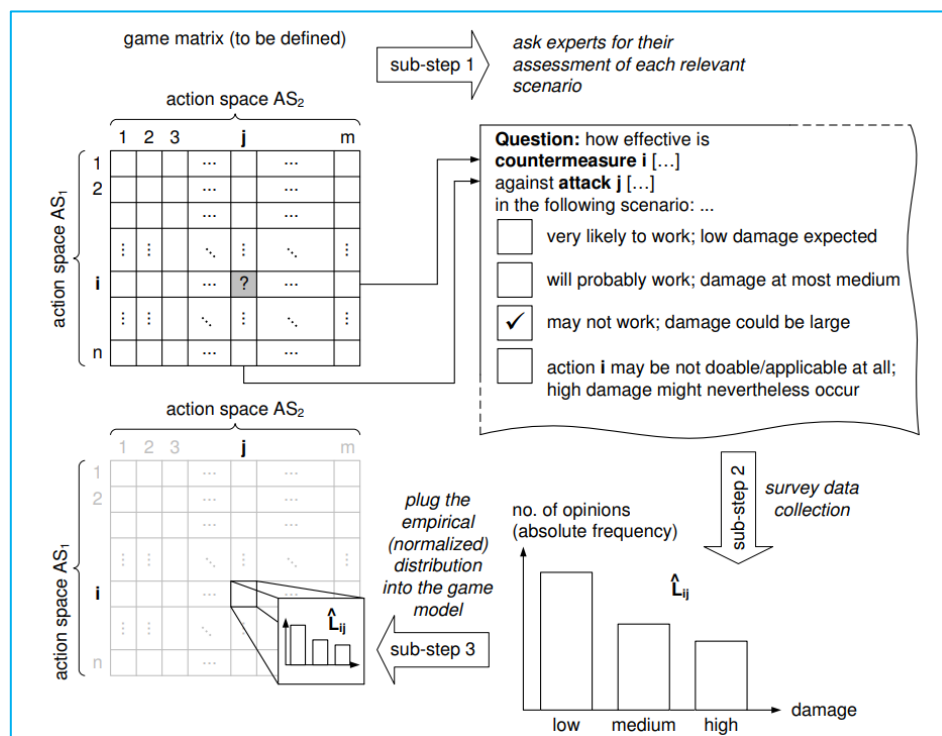 game matrix (to be defined)
sub-step 1
ask experts for their
assessment of each relevant
scenario
action space AS₂
1 2 3 ... j ... m
action space AS₁
1 ... ...
2 ... ...
... ...
⋮ ⋮ ⋱ ⋮ ⋱ ⋮
i ... ? ...
⋮ ⋮ ⋱ ⋮ ⋱ ⋮
n ... ...
Question: how effective is
countermeasure i [...]
against attack j [...]
in the following scenario: ...
very likely to work; low damage expected
will probably work; damage at most medium
✓ may not work; damage could be large
action i may be not doable/applicable at all;
high damage might nevertheless occur
action space AS₂
1 2 3 j m
action space AS₁
1 ... ...
2 ... ...
... ...
⋮ ⋮ ⋱ ⋮ ⋱ ⋮
i ... ...
⋮ ⋮ ⋱ ⋮
n ...
L̂ij
plug the
empirical
(normalized)
distribution
into the game
model
sub-step 3
sub-step 2
survey data
collection
no. of opinions
(absolute frequency)
L̂ij
damage
low medium high